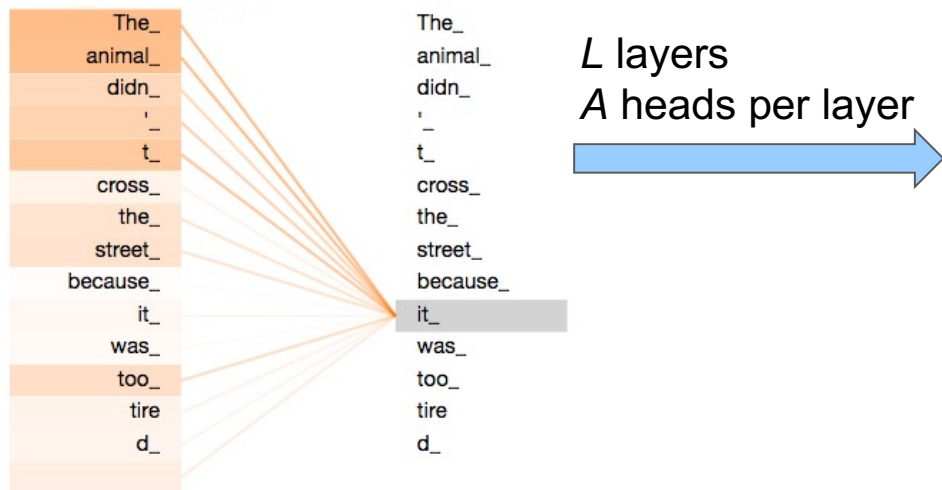 The_
animal_
didn_
'_
t_
cross_
the_
street_
because_
it_
was_
too_
tire
d_
The_
animal_
didn_
'_
t_
cross_
the_
street_
because_
it_
was_
too_
tire
d_
L layers
A heads per layer